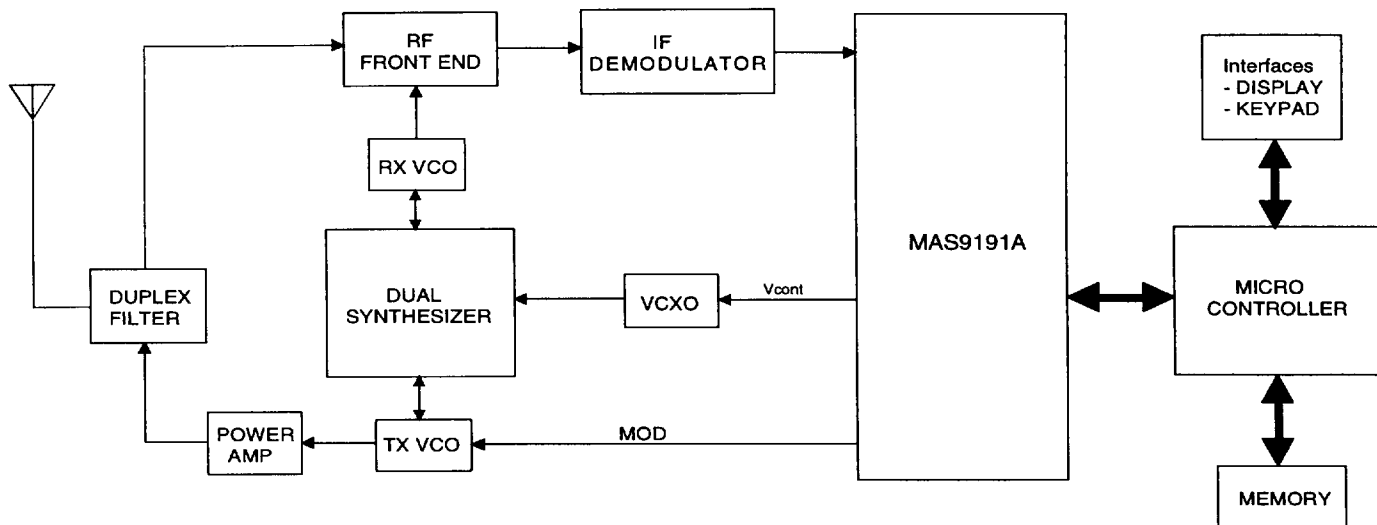 RF
FRONT END
IF
DEMODULATOR
Interfaces
- DISPLAY
- KEYPAD
RX VCO
MAS9191A
DUPLEX
FILTER
DUAL
SYNTHESIZER
VCXO
Vcont
MICRO
CONTROLLER
POWER
AMP
TX VCO
MOD
MEMORY